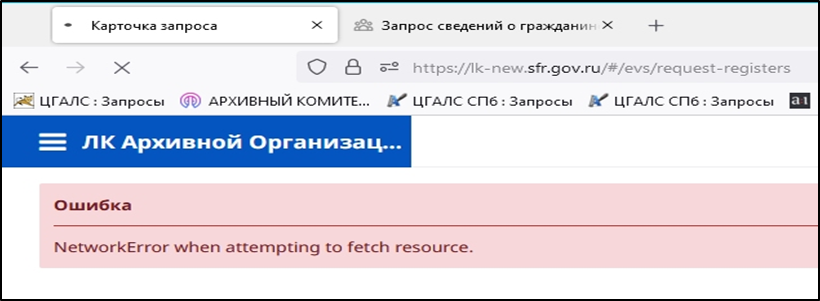 Карточка запроса
Запрос сведений о гражданин
https://lk-new.sfr.gov.ru/#/evs/request-registers
ЦГАЛС : Запросы АРХИВНЫЙ КОМИТЕ... ЦГАЛС СПб : Запросы ЦГАЛС СПб : Запросы
ЛК Архивной Организац...
Ошибка
NetworkError when attempting to fetch resource.